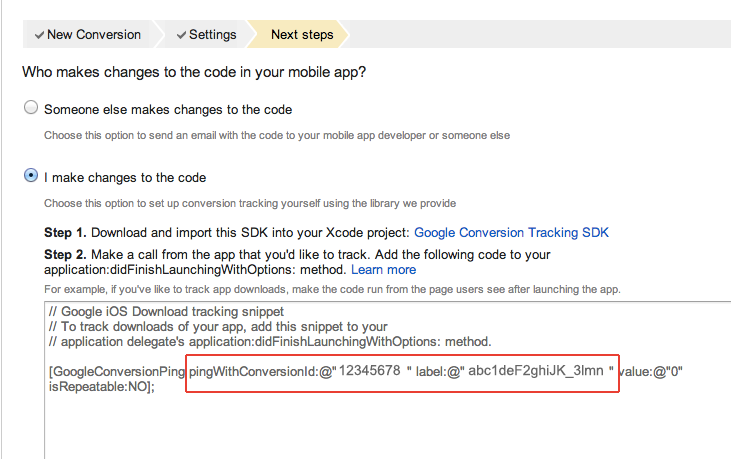 New Conversion
Settings
Next steps
Who makes changes to the code in your mobile app?
Someone else makes changes to the code
Choose this option to send an email with the code to your mobile app developer or someone else
I make changes to the code
Choose this option to set up conversion tracking yourself using the library we provide
Step 1. Download and import this SDK into your Xcode project: Google Conversion Tracking SDK
Step 2. Make a call from the app that you'd like to track. Add the following code to your
application:didFinishLaunchingWithOptions: method. Learn more
For example, if you've like to track app downloads, make the code run from the page users see after launching the app.
// Google iOS Download tracking snippet
// To track downloads of your app, add this snippet to your
// application delegate's application:didFinishLaunchingWithOptions: method.
[GoogleConversionPing pingWithConversionId:@"12345678 " label:@" abc1deF2ghiJK_3lmn " value:@"0"
isRepeatable:NO];